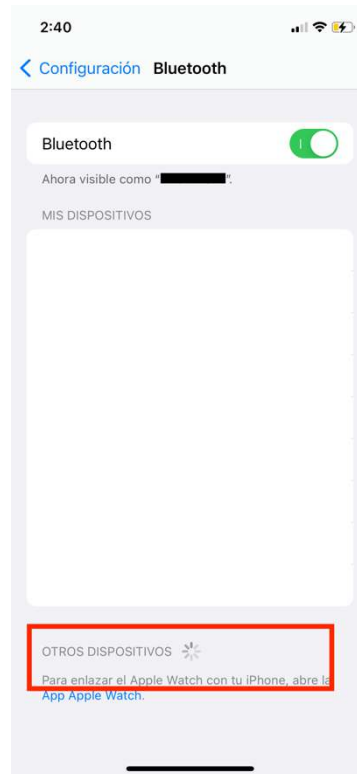 2:40
Configuración Bluetooth
Bluetooth
Ahora visible como “ ”.
MIS DISPOSITIVOS
OTROS DISPOSITIVOS
Para enlazar el Apple Watch con tu iPhone, abre la
App Apple Watch.